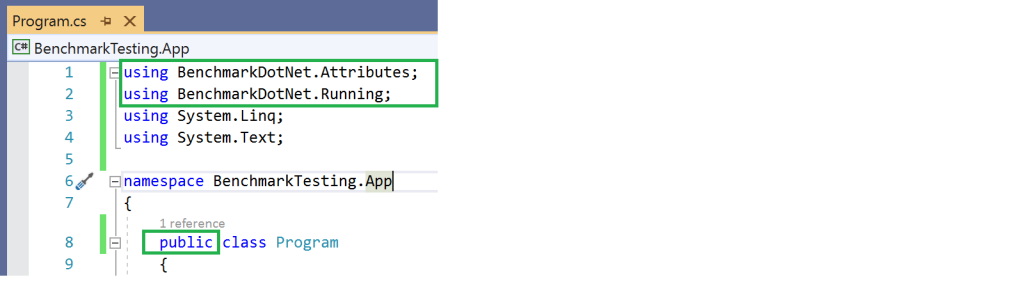 Program.cs
C# BenchmarkTesting.App
1 using BenchmarkDotNet.Attributes;
2 using BenchmarkDotNet.Running;
3 using System.Linq;
4 using System.Text;
5
6 namespace BenchmarkTesting.App
7 {
1 reference
8 public class Program
9 {